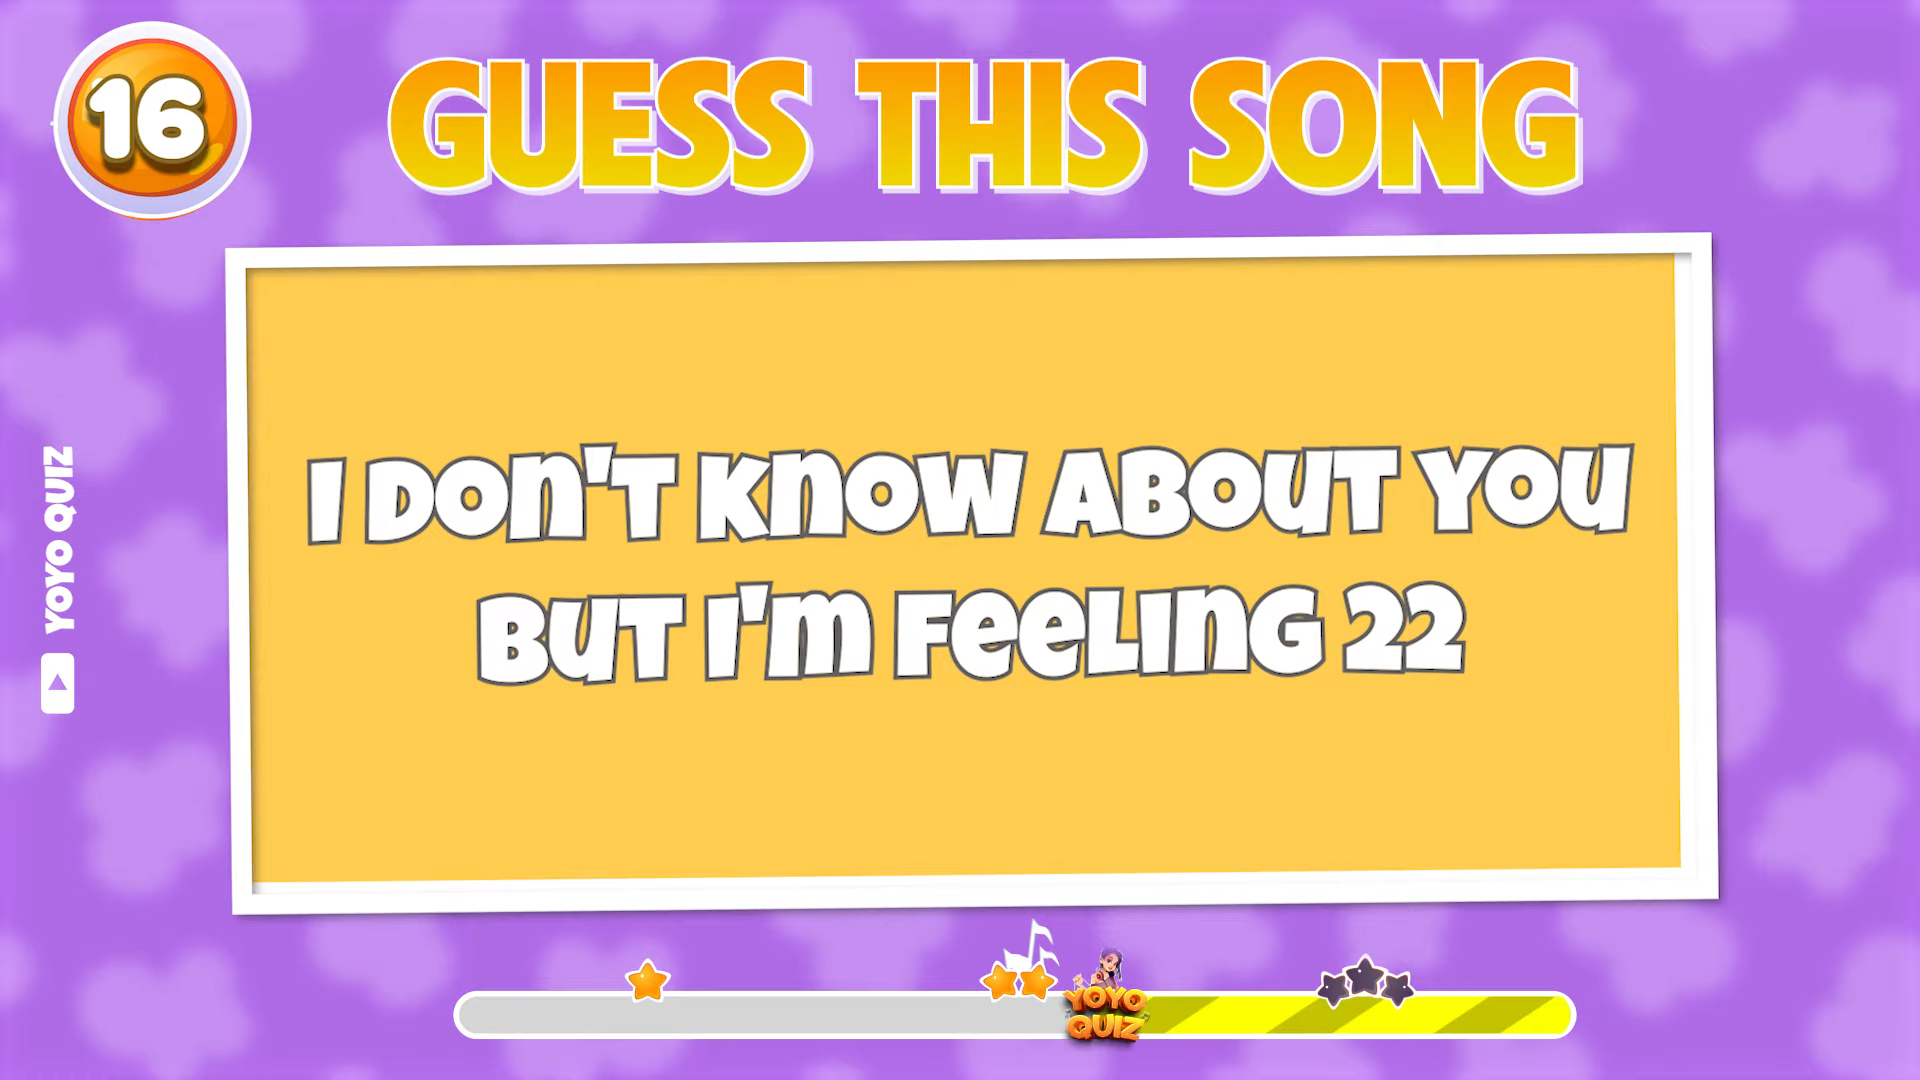 16
GUESS THIS SONG
I DON'T KNOW ABOUT YOU
BUT I'M FEELING 22
YOYO QUIZ
YOYO
QUIZ